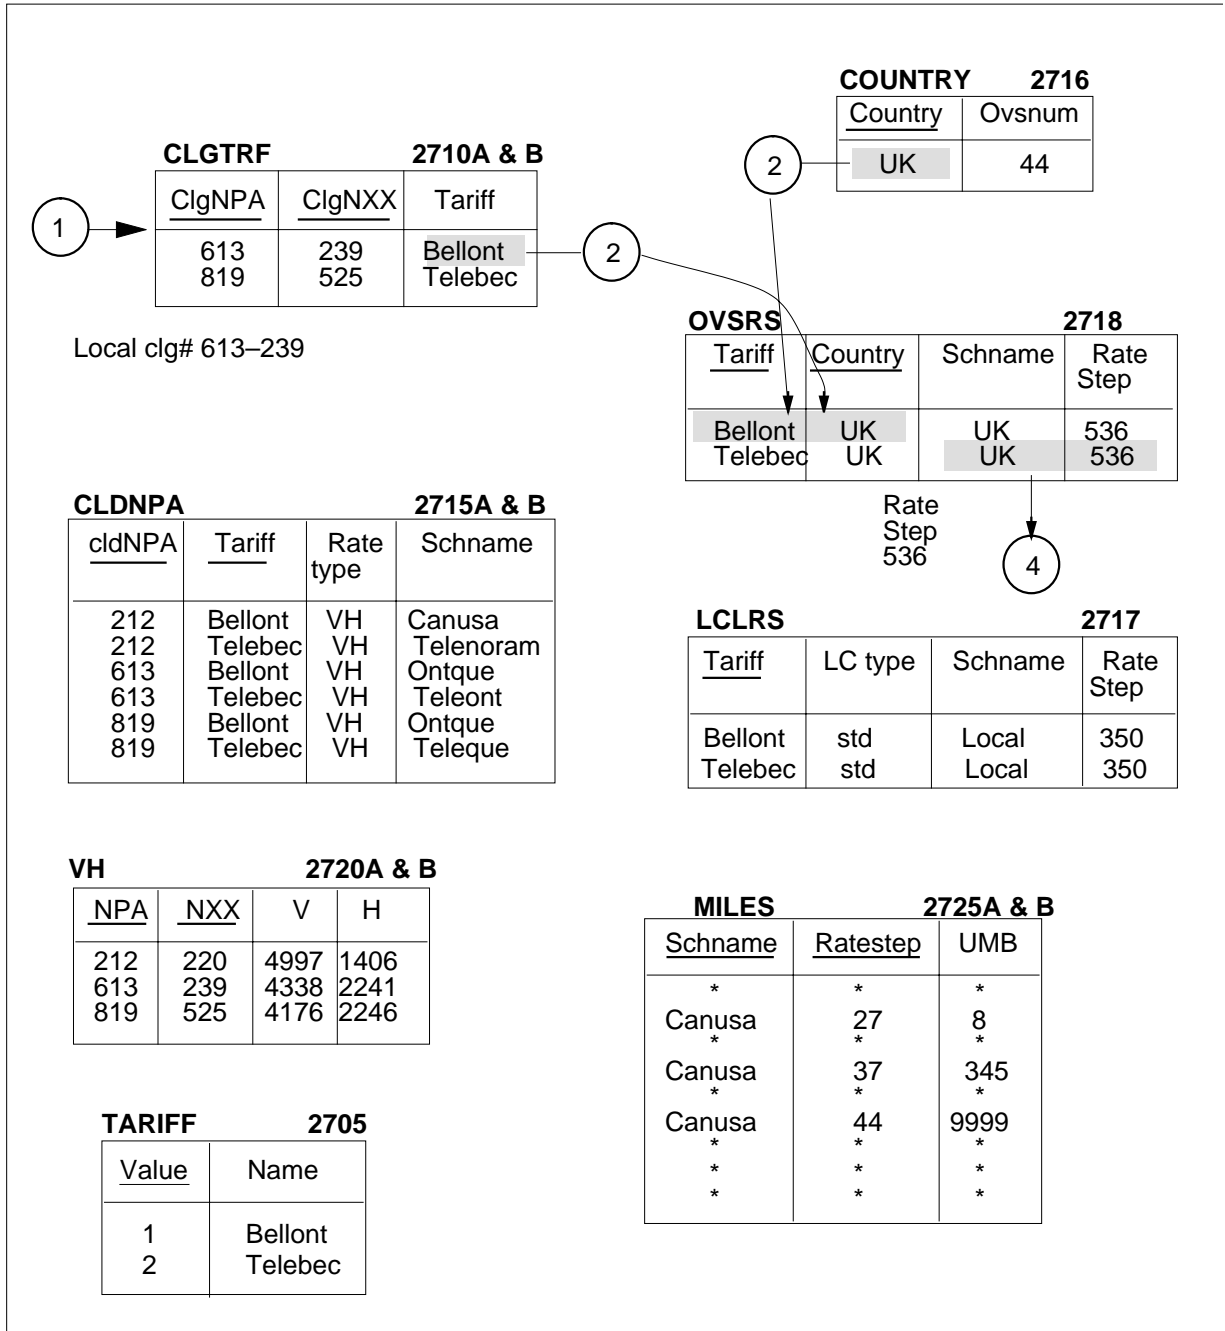 COUNTRY 2716
Country Ovsnum
UK 44
2
CLGTRF 2710A & B
ClgNPA ClgNXX Tariff
1
613 239 Bellont
819 525 Telebec
2
Local clg# 613–239
OVSRS 2718
Tariff Country Schname Rate
Step
Bellont UK UK 536
Telebec UK UK 536
Rate
Step
536
4
CLDNPA 2715A & B
cldNPA Tariff Rate Schname
type
212 Bellont VH Canusa
212 Telebec VH Telenoram
613 Bellont VH Ontque
613 Telebec VH Teleont
819 Bellont VH Ontque
819 Telebec VH Teleque
LCLRS 2717
Tariff LC type Schname Rate
Step
Bellont std Local 350
Telebec std Local 350
VH 2720A & B
NPA NXX V H
212 220 4997 1406
613 239 4338 2241
819 525 4176 2246
MILES 2725A & B
Schname Ratestep UMB
* * *
Canusa 27 8
* * *
Canusa 37 345
* * *
Canusa 44 9999
* * *
* * *
* * *
TARIFF 2705
Value Name
1 Bellont
2 Telebec